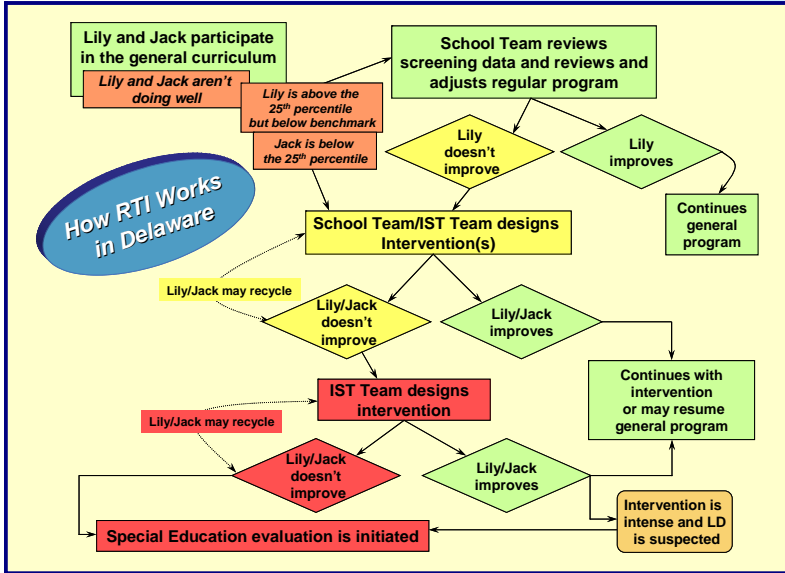 Lily and Jack participate
in the general curriculum
Lily and Jack aren't
doing well
Lily is above the
25th percentile
but below benchmark
Jack is below
the 25th percentile
School Team reviews
screening data and reviews and
adjusts regular program
Lily
doesn't
improve
Lily
improves
Continues
general
program
How RTI Works
in Delaware
School Team/IST Team designs
Intervention(s)
Lily/Jack may recycle
Lily/Jack
doesn't
improve
Lily/Jack
improves
Continues with
intervention
or may resume
general program
IST Team designs
intervention
Lily/Jack may recycle
Lily/Jack
doesn't
improve
Lily/Jack
improves
Intervention is
intense and LD
is suspected
Special Education evaluation is initiated